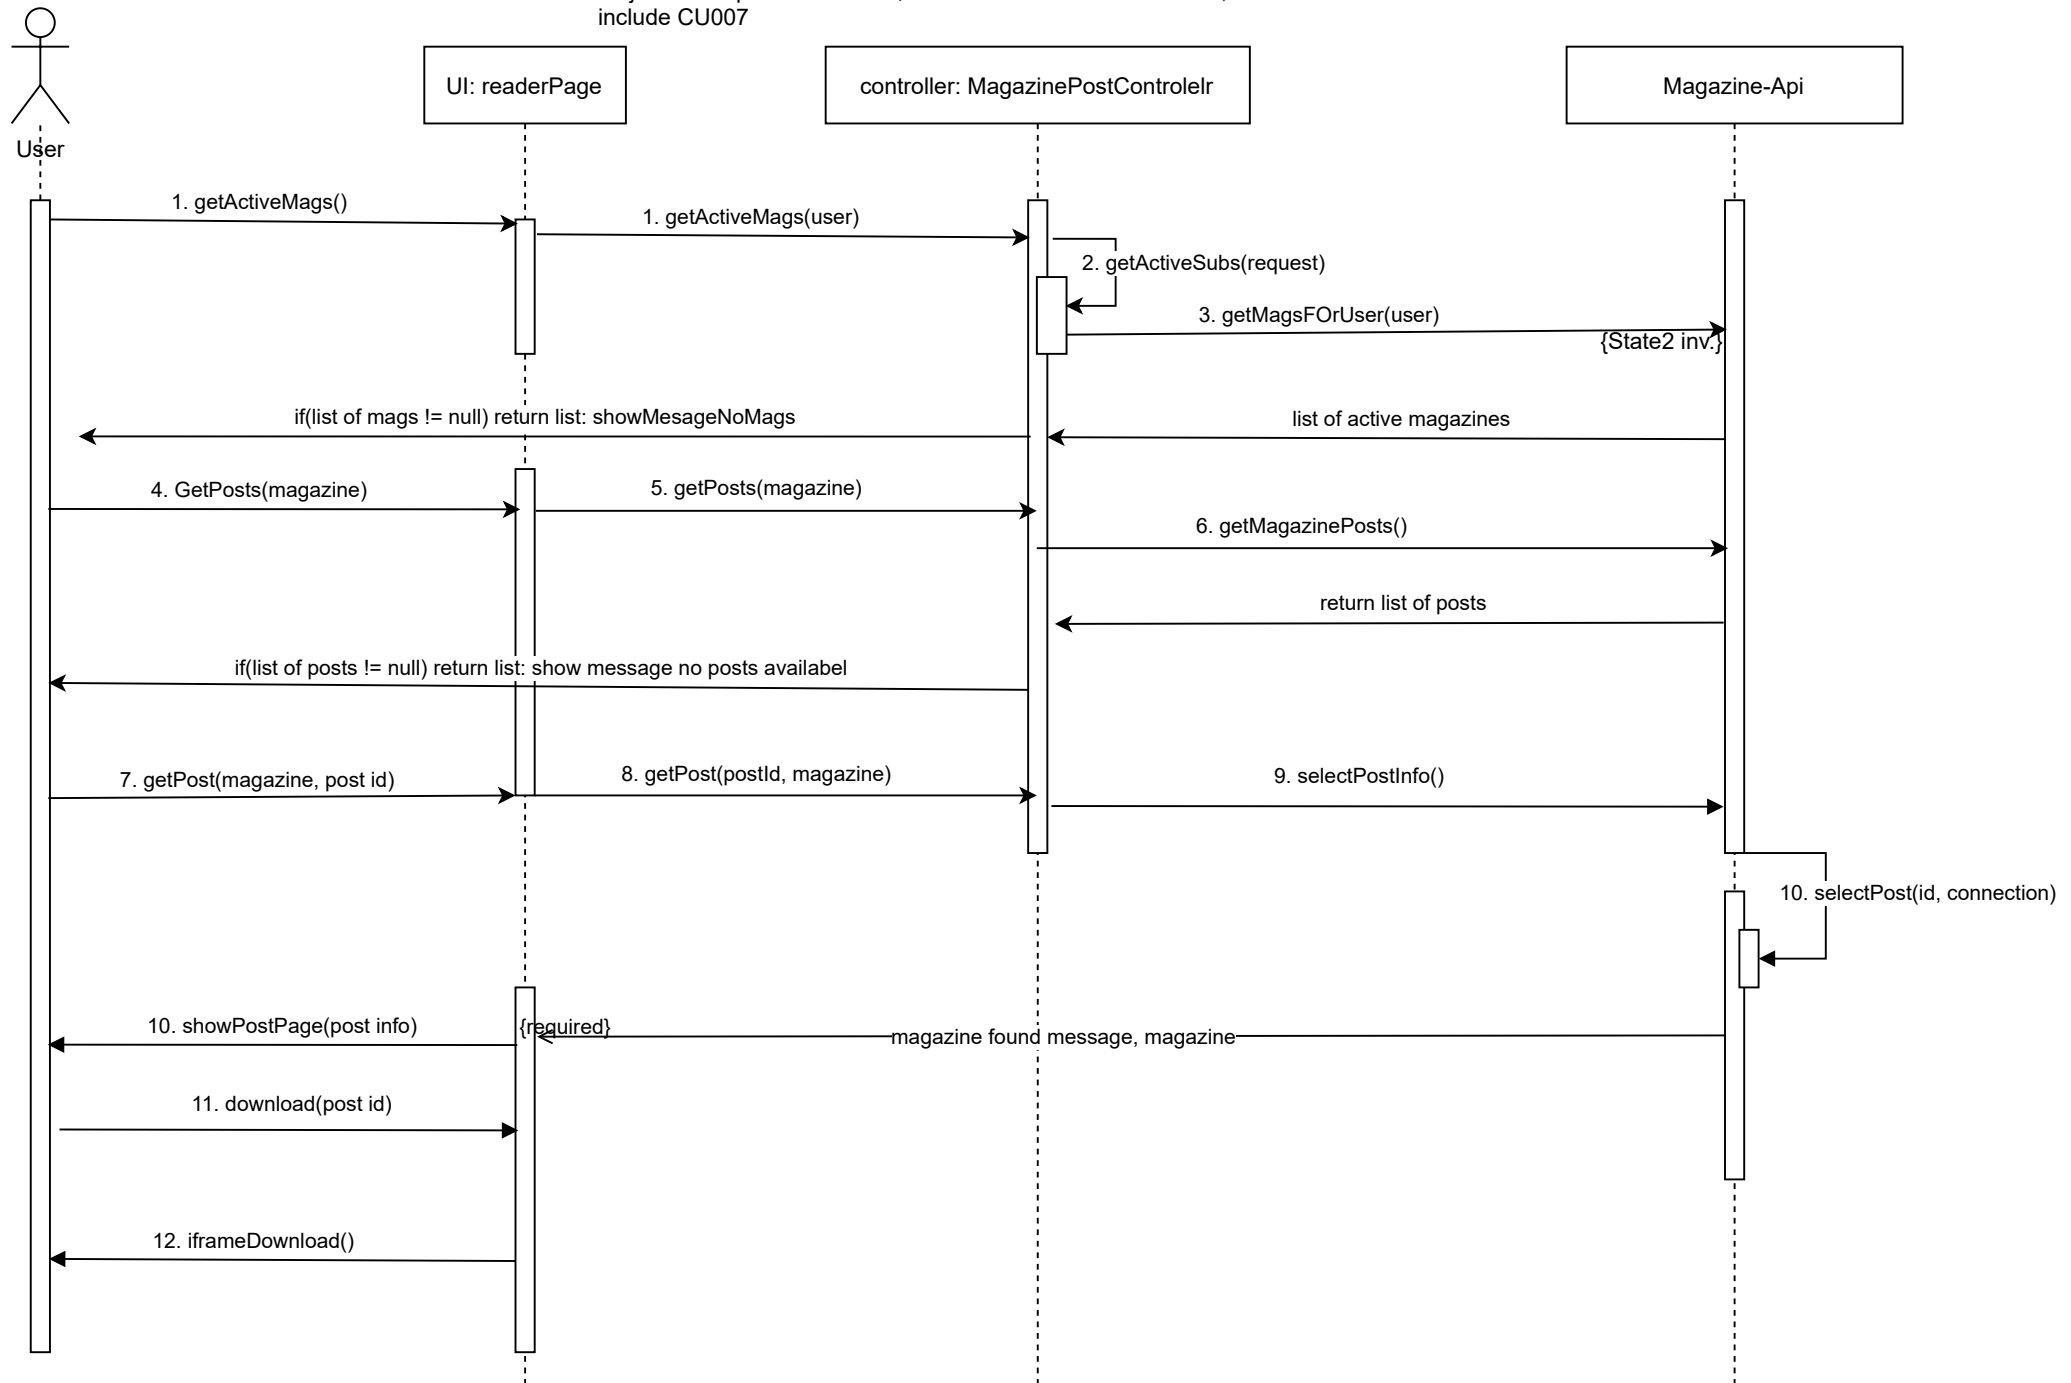 include CU007
User
UI: readerPage
controller: MagazinePostControlelr
Magazine-Api
1. getActiveMags()
1. getActiveMags(user)
2. getActiveSubs(request)
3. getMagsFOrUser(user)
{State2 inv.}
if(list of mags != null) return list: showMesageNoMags
list of active magazines
4. GetPosts(magazine)
5. getPosts(magazine)
6. getMagazinePosts()
return list of posts
if(list of posts != null) return list: show message no posts availabel
7. getPost(magazine, post id)
8. getPost(postId, magazine)
9. selectPostInfo()
10. selectPost(id, connection)
10. showPostPage(post info)
{required}
magazine found message, magazine
11. download(post id)
12. iframeDownload()